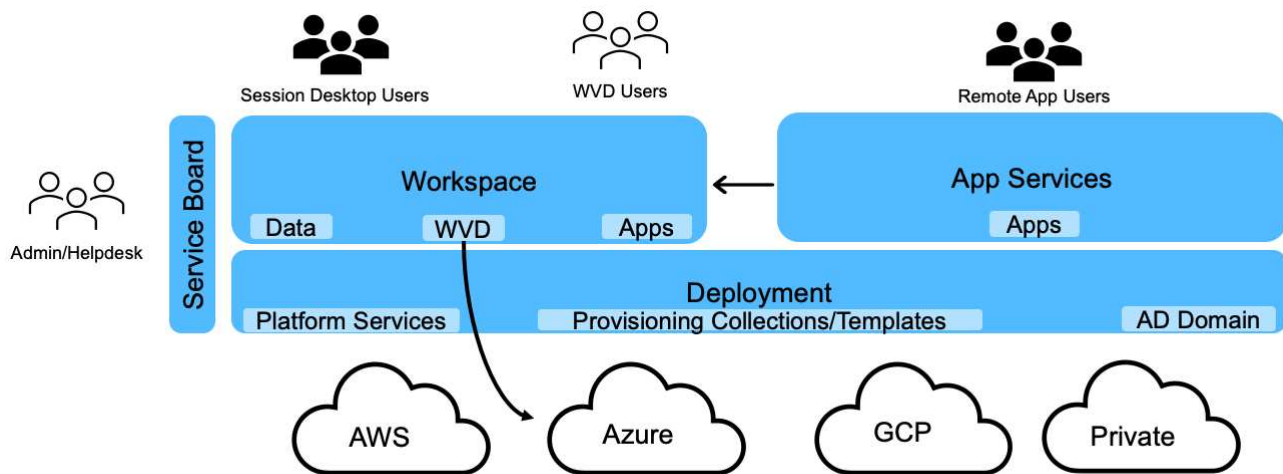 Session Desktop Users
WVD Users
Remote App Users
Admin/Helpdesk
Service Board
Workspace
Data
WVD
Apps
App Services
Apps
Deployment
Platform Services
Provisioning Collections/Templates
AD Domain
AWS
Azure
GCP
Private